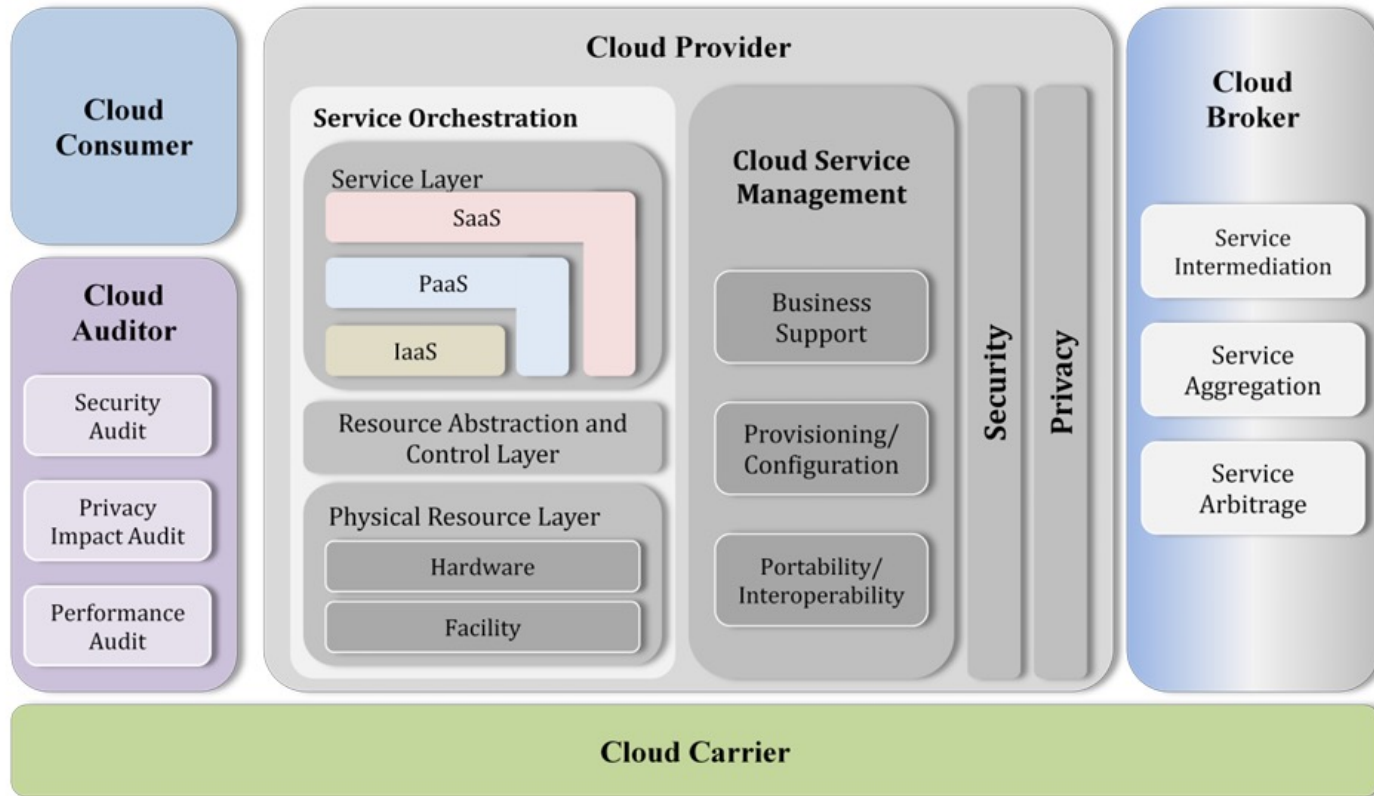 Cloud
Consumer
Cloud
Auditor
Security
Audit
Privacy
Impact Audit
Performance
Audit
Cloud Provider
Service Orchestration
Service Layer
SaaS
PaaS
IaaS
Resource Abstraction and
Control Layer
Physical Resource Layer
Hardware
Facility
Cloud Service
Management
Business
Support
Provisioning/
Configuration
Portability/
Interoperability
Security
Privacy
Cloud
Broker
Service
Intermediation
Service
Aggregation
Service
Arbitrage
Cloud Carrier